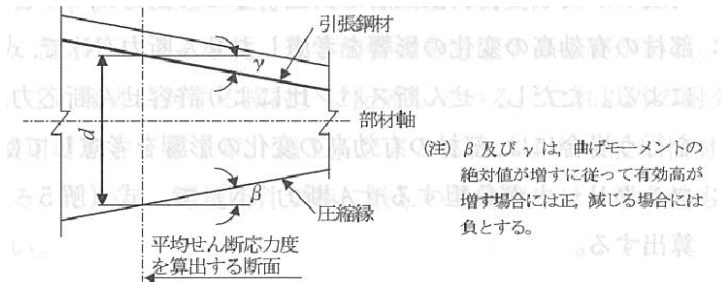 引張鋼材
γ
d
部材軸
β
圧縮縁
平均せん断応力度
を算出する断面
(注) β 及び γ は，曲げモーメントの
絶対値が増すに従って有効高が
増す場合には正，減じる場合には
負とする。